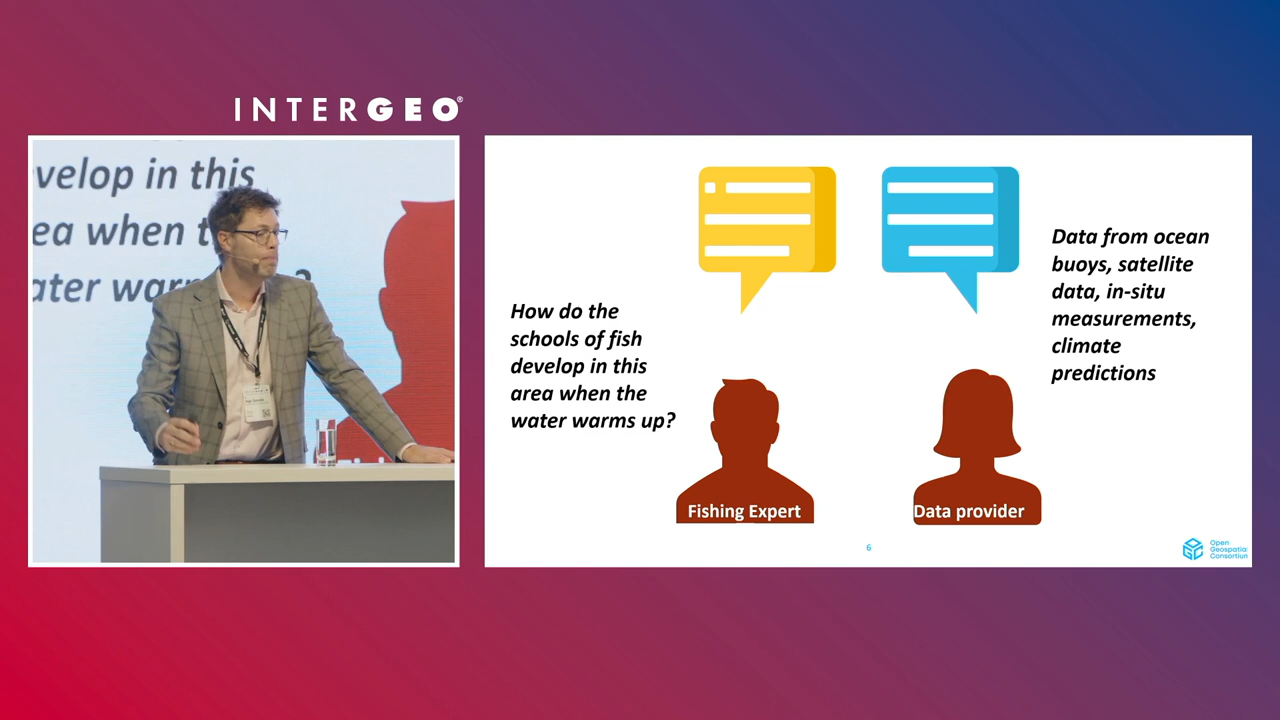 INTERGEO®
velop in this
ea when t
ater war ?
How do the
schools of fish
develop in this
area when the
water warms up?
Data from ocean
buoys, satellite
data, in-situ
measurements,
climate
predictions
Fishing Expert
Data provider
6
Open
Geospatial
Consortium